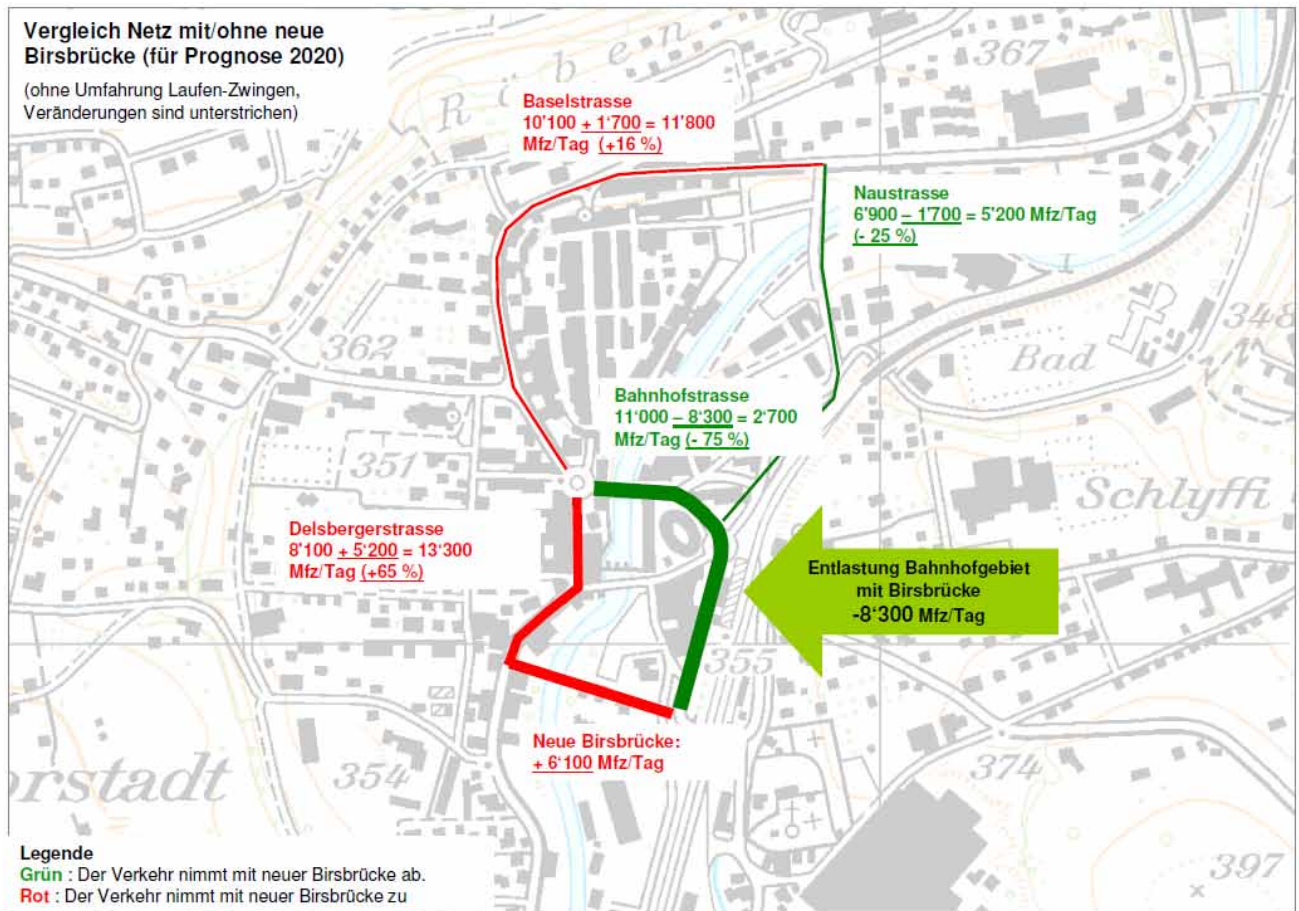 Vergleich Netz mit/ohne neue
Birsbrücke (für Prognose 2020)
(ohne Umfahrung Laufen-Zwingen,
Veränderungen sind unterstrichen)
Röben
367
Baselstrasse
10'100 + 1'700 = 11'800
Mfz/Tag (+16 %)
Naustrasse
6'900 – 1'700 = 5'200 Mfz/Tag
(- 25 %)
362
Bad
348
Bahnhofstrasse
11'000 – 8'300 = 2'700
Mfz/Tag (- 75 %)
351
Schlyffi
Delsbergerstrasse
8'100 + 5'200 = 13'300
Mfz/Tag (+65 %)
Entlastung Bahnhofgebiet
mit Birsbrücke
-8'300 Mfz/Tag
355
Neue Birsbrücke:
+ 6'100 Mfz/Tag
orstadt
354
374
397
Legende
Grün : Der Verkehr nimmt mit neuer Birsbrücke ab.
Rot : Der Verkehr nimmt mit neuer Birsbrücke zu